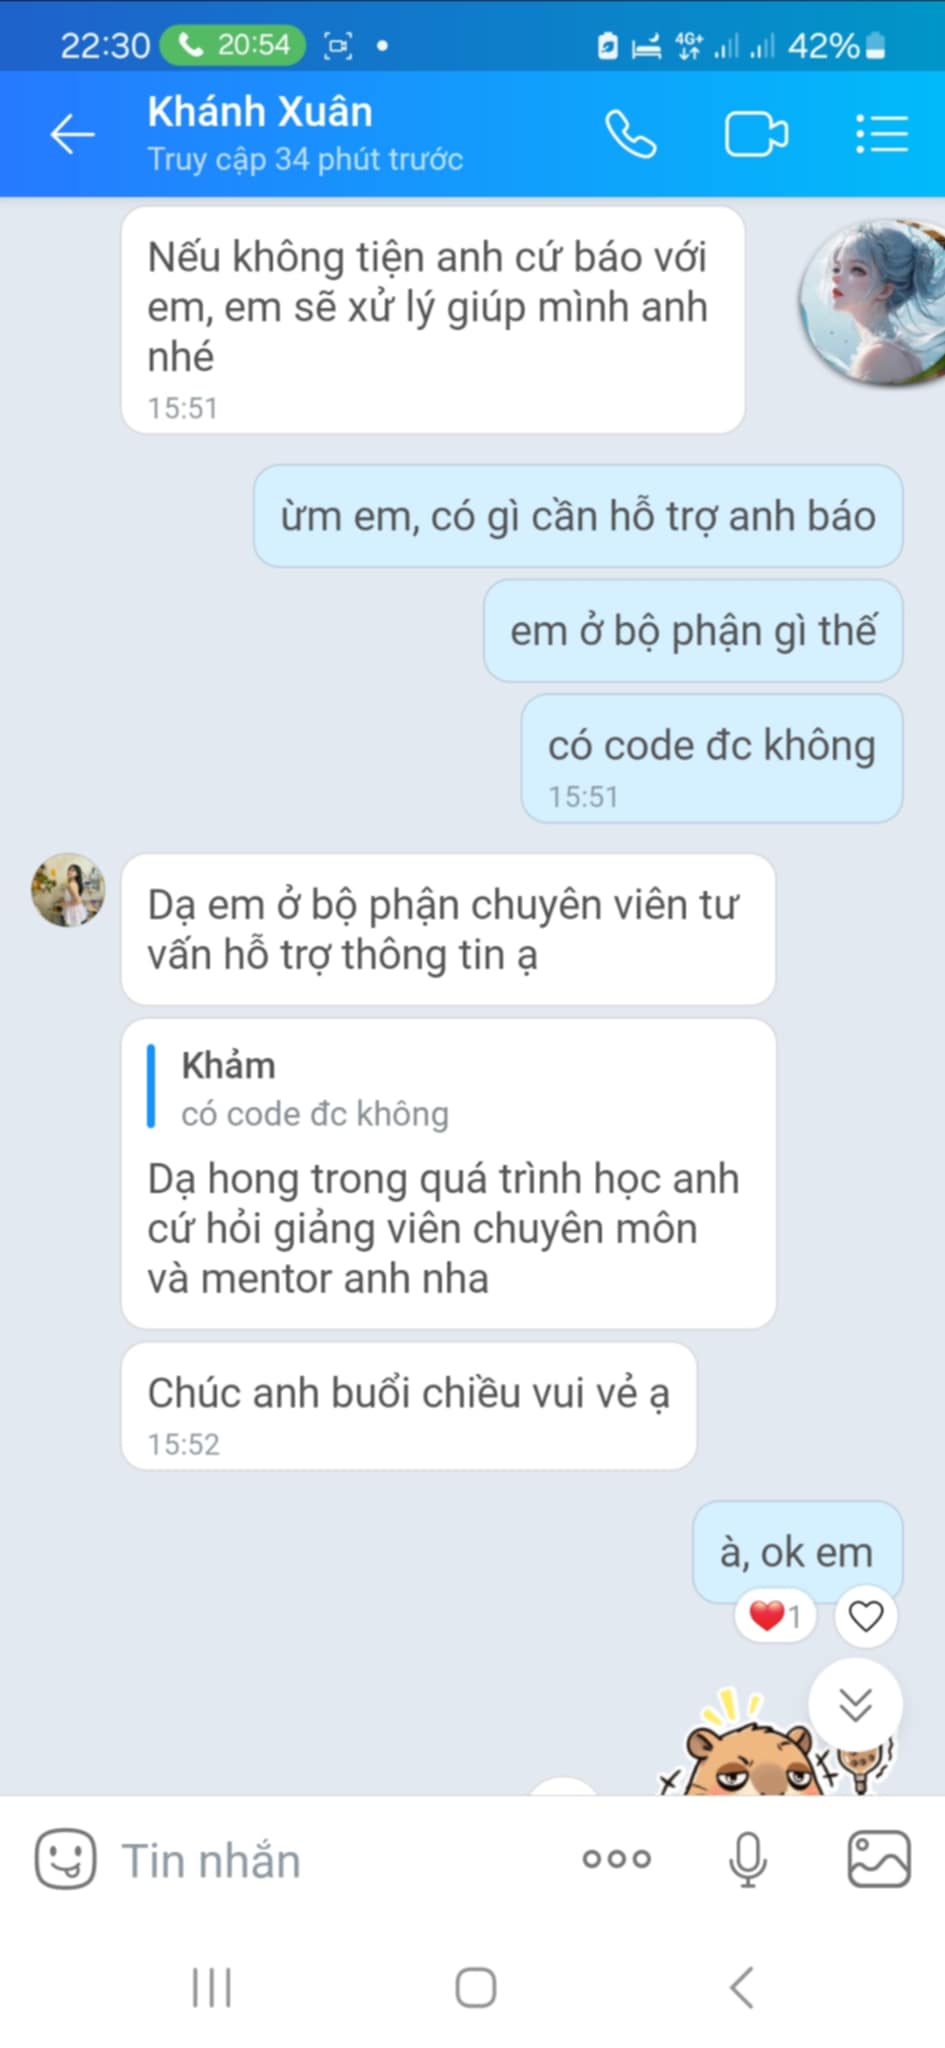 22:30 20:54 4G+ 42%
Khánh Xuân
Truy cập 34 phút trước
Nếu không tiện anh cứ báo với
em, em sẽ xử lý giúp mình anh
nhé
15:51
ừm em, có gì cần hỗ trợ anh báo
em ở bộ phận gì thế
có code đc không
15:51
Dạ em ở bộ phận chuyên viên tư
vấn hỗ trợ thông tin ạ
Khảm
có code đc không
Dạ hong trong quá trình học anh
cứ hỏi giảng viên chuyên môn
và mentor anh nha
Chúc anh buổi chiều vui vẻ ạ
15:52
à, ok em
1
Tin nhắn